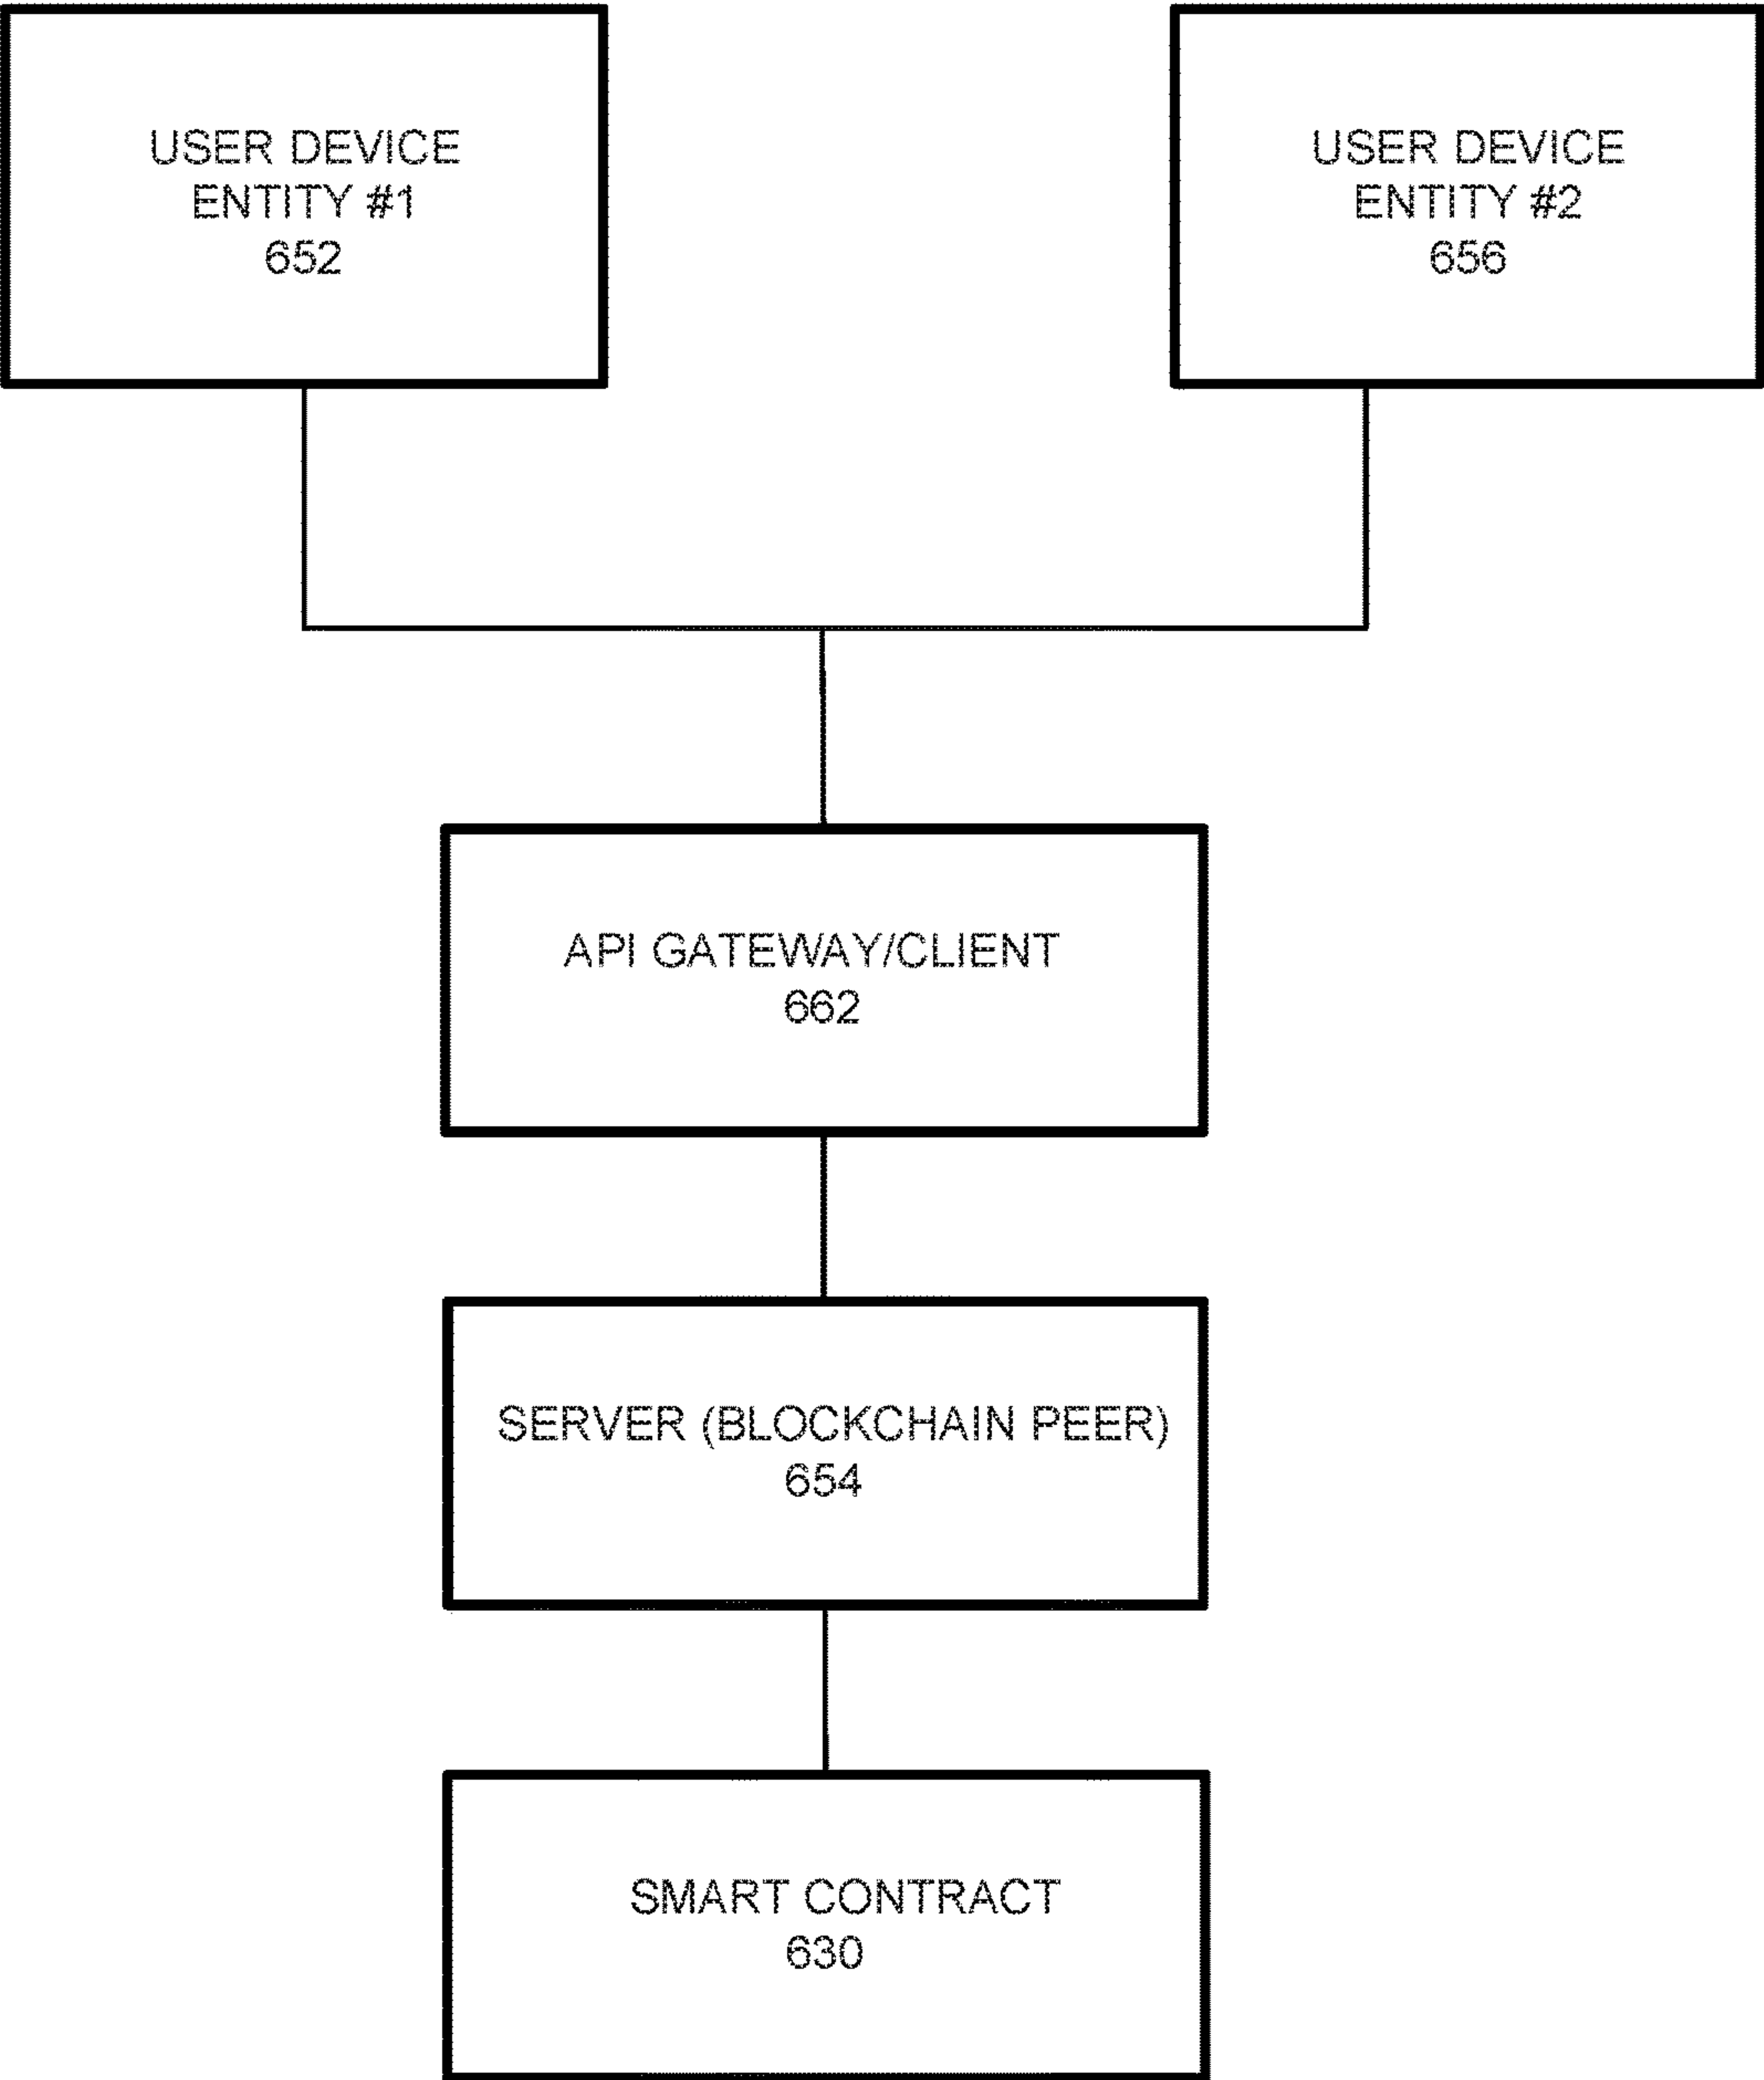 USER DEVICE
ENTITY #1
652
USER DEVICE
ENTITY #2
656
API GATEWAY/CLIENT
662
SERVER (BLOCKCHAIN PEER)
654
SMART CONTRACT
630